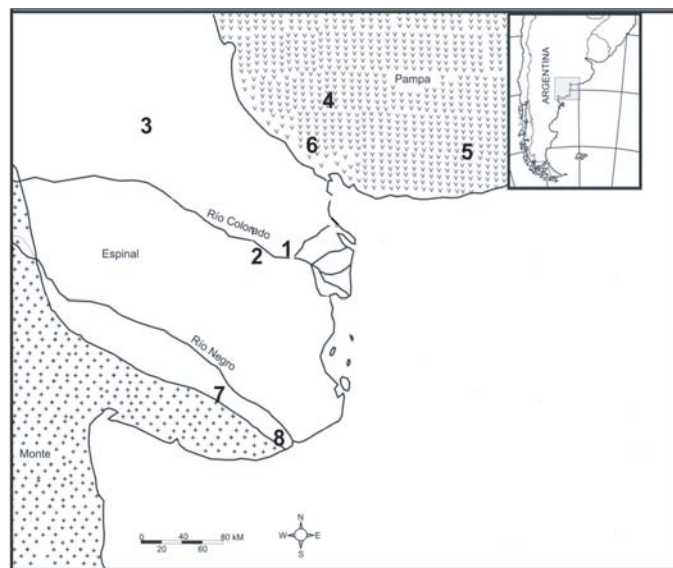 ARGENTINA
Pampa
4
3
6
5
Río Colorado
1
2
Espinal
Río Negro
7
8
Monte
N
W E
S
0 40 80 kM
20 60